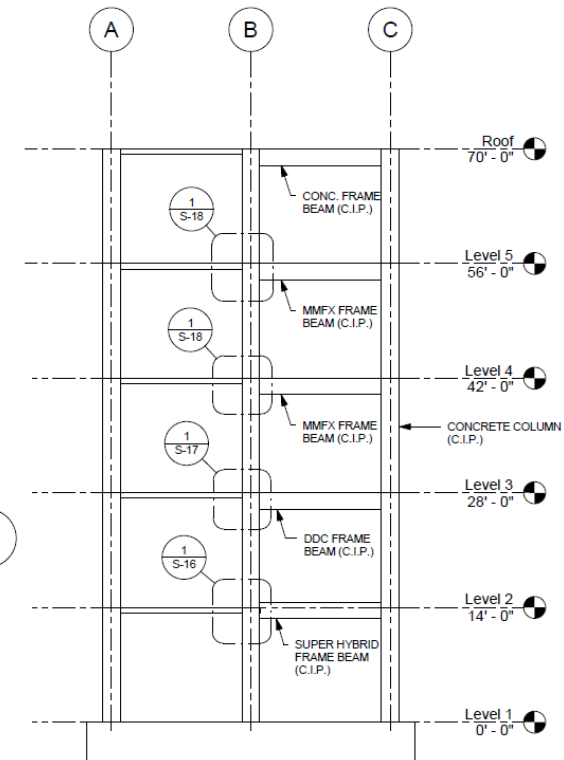 A
B
C
Roof
70' - 0"
CONC. FRAME
BEAM (C.I.P.)
1
S-18
Level 5
56' - 0"
MMFX FRAME
BEAM (C.I.P.)
1
S-18
Level 4
42' - 0"
MMFX FRAME
BEAM (C.I.P.)
CONCRETE COLUMN
(C.I.P.)
1
S-17
Level 3
28' - 0"
DDC FRAME
BEAM (C.I.P.)
1
S-16
Level 2
14' - 0"
SUPER HYBRID
FRAME BEAM
(C.I.P.)
Level 1
0' - 0"